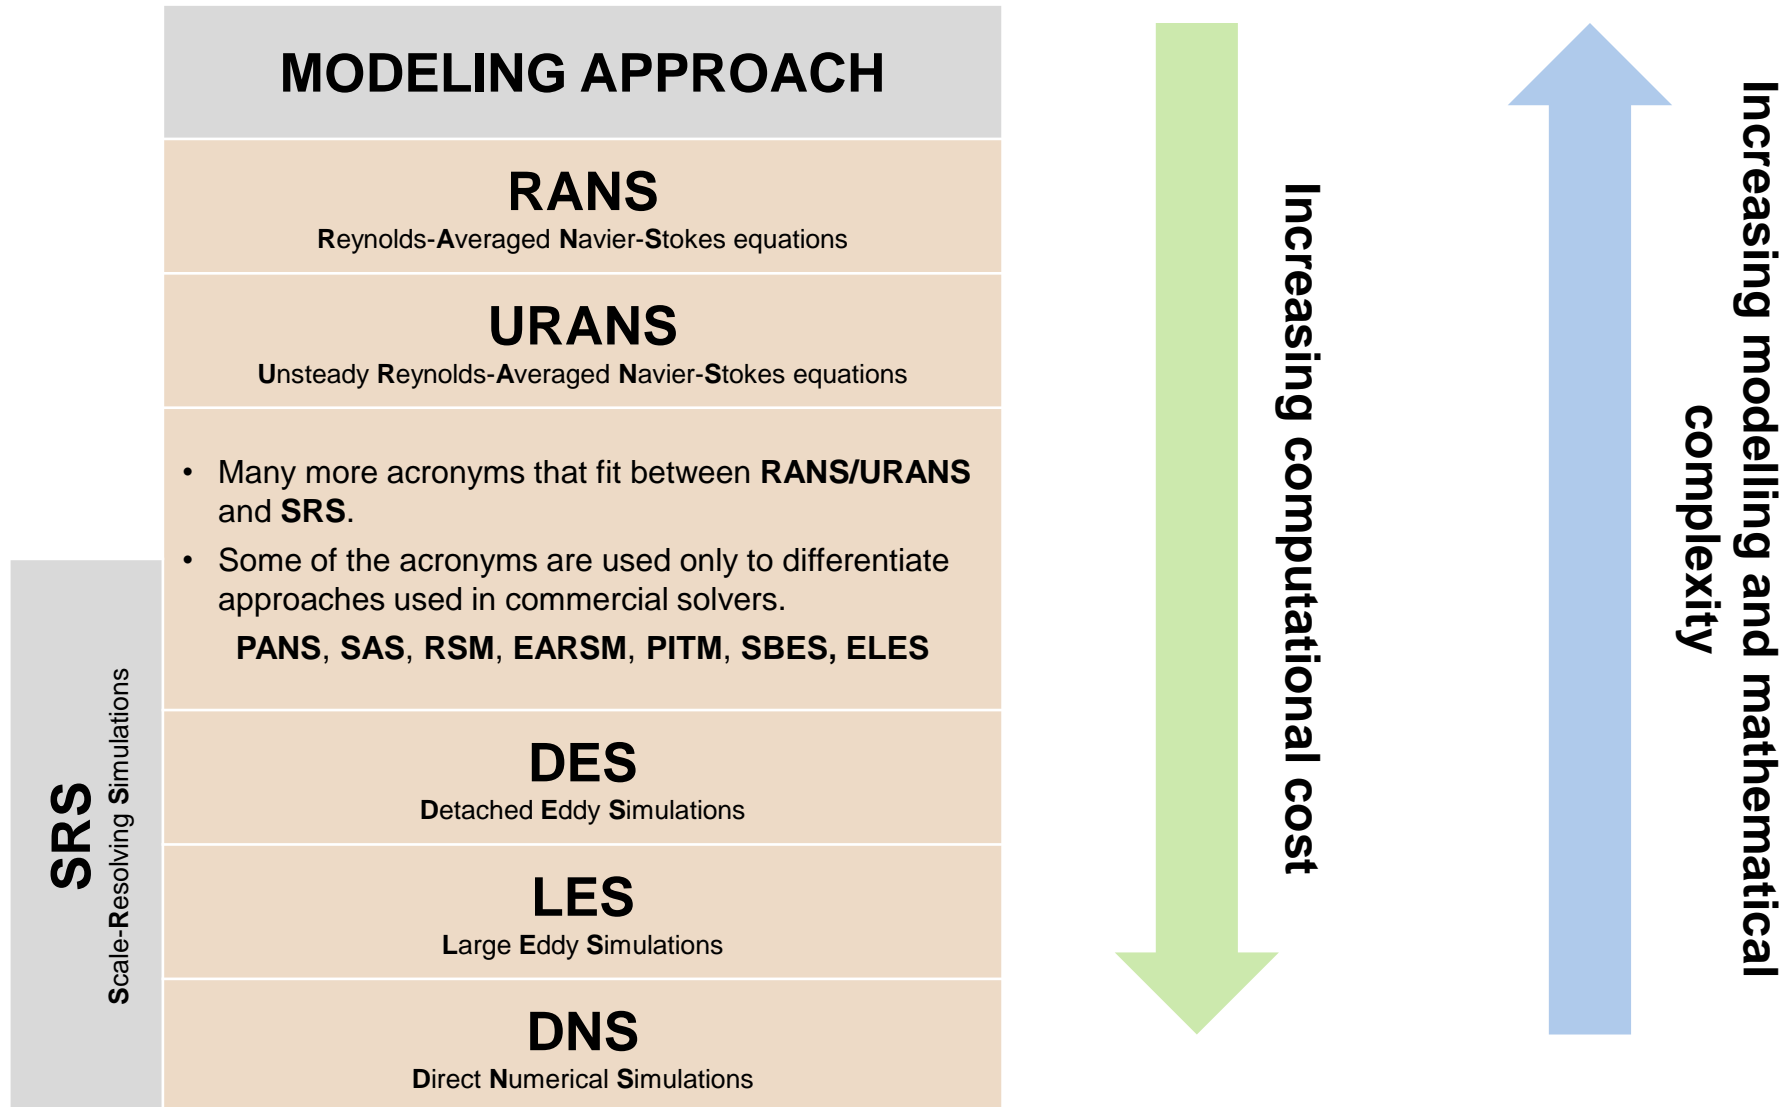 MODELING APPROACH
RANS
Reynolds-Averaged Navier-Stokes equations
URANS
Unsteady Reynolds-Averaged Navier-Stokes equations
• Many more acronyms that fit between RANS/URANS
and SRS.
• Some of the acronyms are used only to differentiate
approaches used in commercial solvers.
PANS, SAS, RSM, EARSM, PITM, SBES, ELES
DES
Detached Eddy Simulations
LES
Large Eddy Simulations
DNS
Direct Numerical Simulations
SRS
Scale-Resolving Simulations
Increasing computational cost
Increasing modelling and mathematical
complexity